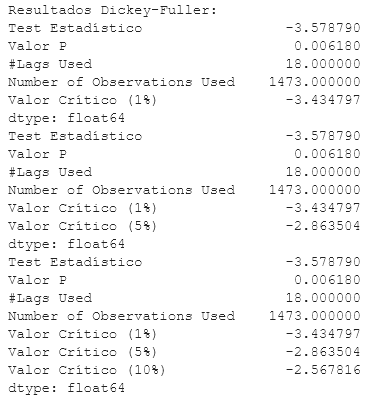 Resultados Dickey-Fuller:
Test Estadístico -3.578790
Valor P 0.006180
#Lags Used 18.000000
Number of Observations Used 1473.000000
Valor Crítico (1%) -3.434797
dtype: float64
Test Estadístico -3.578790
Valor P 0.006180
#Lags Used 18.000000
Number of Observations Used 1473.000000
Valor Crítico (1%) -3.434797
Valor Crítico (5%) -2.863504
dtype: float64
Test Estadístico -3.578790
Valor P 0.006180
#Lags Used 18.000000
Number of Observations Used 1473.000000
Valor Crítico (1%) -3.434797
Valor Crítico (5%) -2.863504
Valor Crítico (10%) -2.567816
dtype: float64